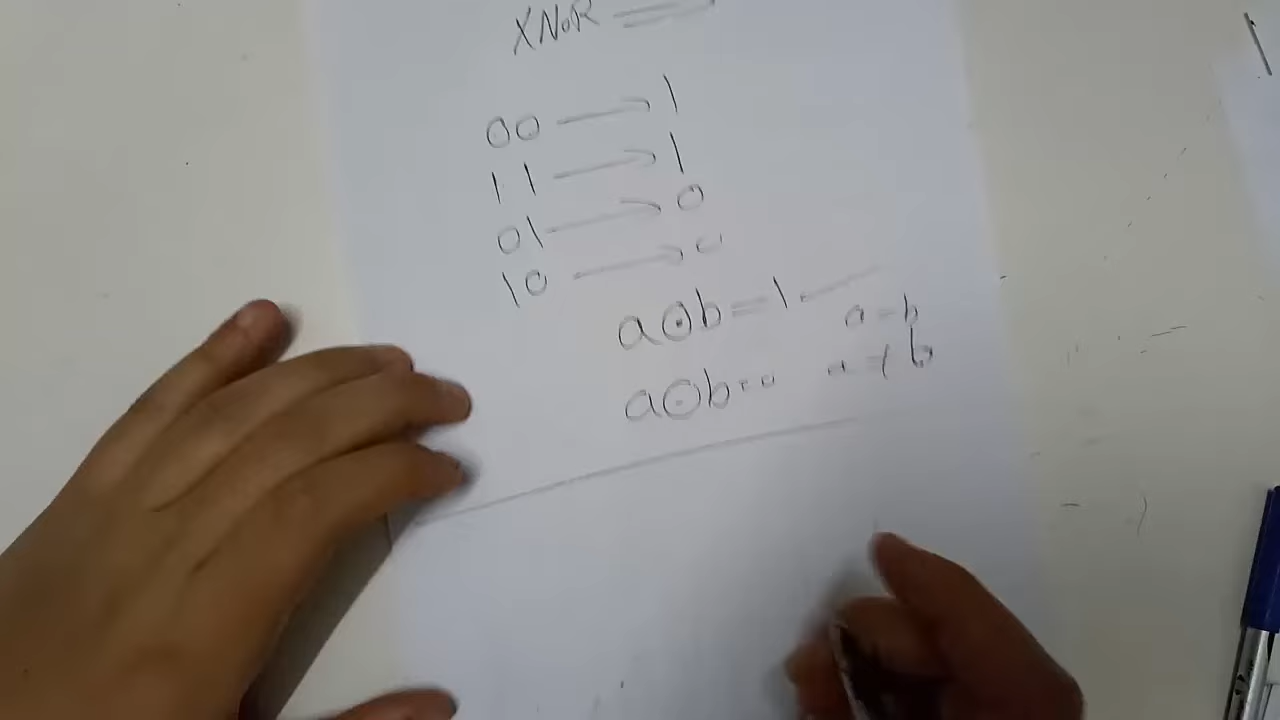 XNOR
00 → 1
11 → 1
01 → 0
10 → 0
a⊙b=1 a=b
a⊙b=0 a≠b